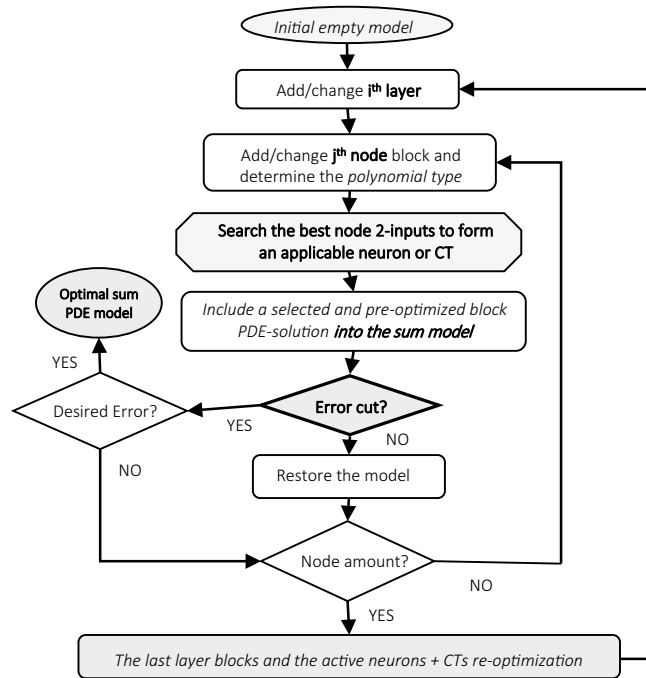 Initial empty model
Add/change iᵗʰ layer
Add/change jᵗʰ node block and
determine the polynomial type
Search the best node 2-inputs to form
an applicable neuron or CT
Include a selected and pre-optimized block
PDE-solution into the sum model
Optimal sum
PDE model
YES
Desired Error?
YES
Error cut?
NO
NO
Restore the model
Node amount?
NO
YES
The last layer blocks and the active neurons + CTs re-optimization